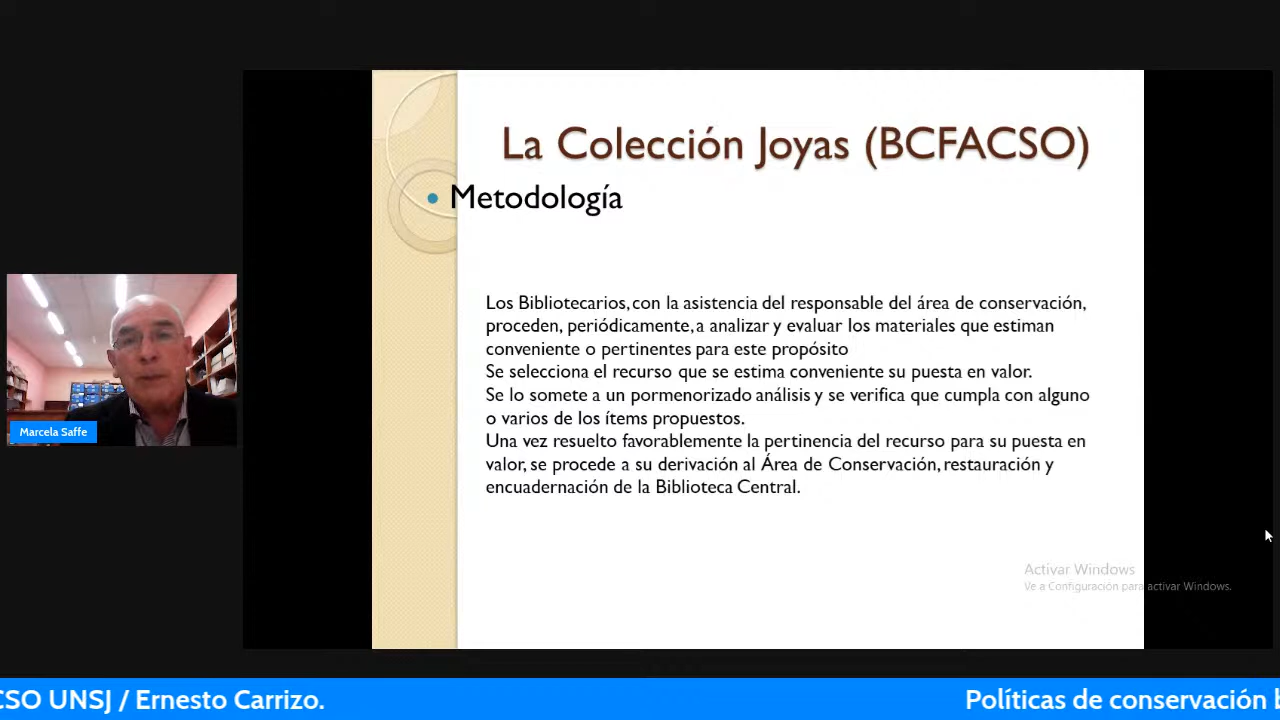 La Colección Joyas (BCFACSO)
Metodología
Los Bibliotecarios, con la asistencia del responsable del área de conservación,
proceden, periódicamente, a analizar y evaluar los materiales que estiman
conveniente o pertinentes para este propósito
Se selecciona el recurso que se estima conveniente su puesta en valor.
Se lo somete a un pormenorizado análisis y se verifica que cumpla con alguno
o varios de los ítems propuestos.
Una vez resuelto favorablemente la pertinencia del recurso para su puesta en
valor, se procede a su derivación al Área de Conservación, restauración y
encuadernación de la Biblioteca Central.
Marcela Saffe
Activar Windows
Ve a Configuración para activar Windows.
CSO UNSJ / Ernesto Carrizo. Políticas de conservación b